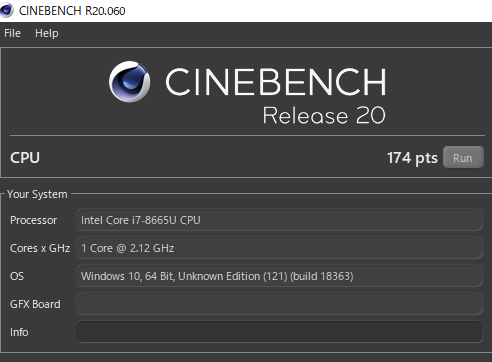 CINEBENCH R20.060
File Help
CINEBENCH
Release 20
CPU 174 pts Run
Your System
Processor Intel Core i7-8665U CPU
Cores x GHz 1 Core @ 2.12 GHz
OS Windows 10, 64 Bit, Unknown Edition (121) (build 18363)
GFX Board
Info